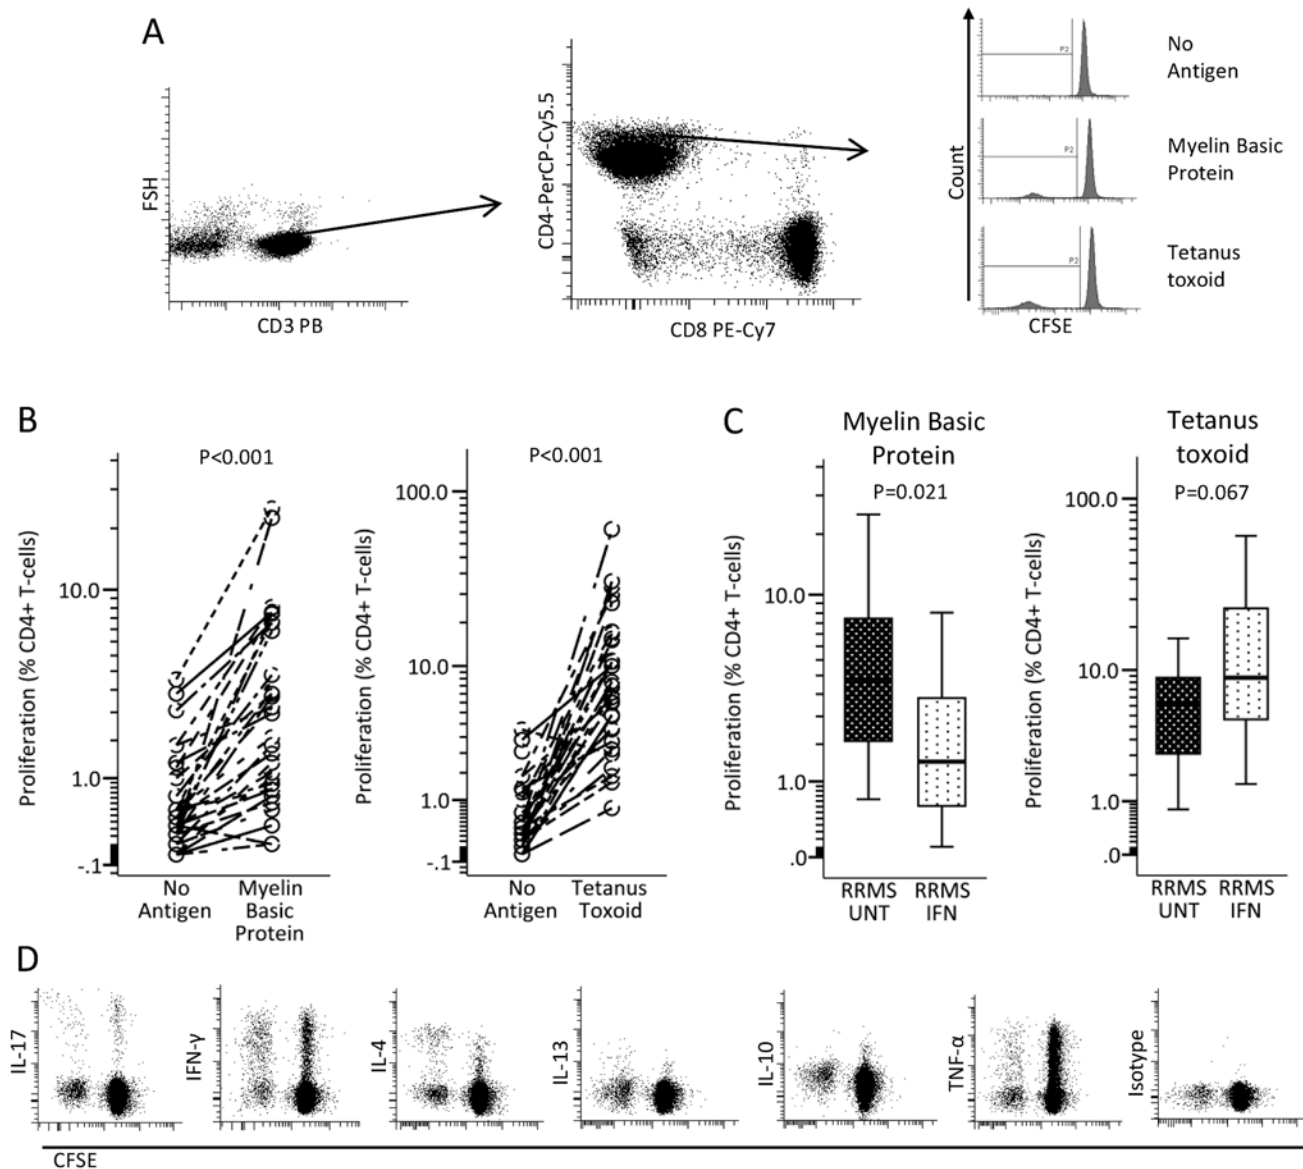 A
FSH
CD3 PB
CD4-PerCP-Cy5.5
CD8 PE-Cy7
Count
P2
No
Antigen
P2
Myelin Basic
Protein
P2
Tetanus
toxoid
CFSE
B
P<0.001
Proliferation (% CD4+ T-cells)
10.0
1.0
-.1
No
Antigen
Myelin
Basic
Protein
P<0.001
Proliferation (% CD4+ T-cells)
100.0
10.0
1.0
-.1
No
Antigen
Tetanus
Toxoid
C
Myelin Basic
Protein
P=0.021
Proliferation (% CD4+ T-cells)
10.0
1.0
.0
RRMS
UNT
RRMS
IFN
Tetanus
toxoid
P=0.067
Proliferation (% CD4+ T-cells)
100.0
10.0
1.0
.0
RRMS
UNT
RRMS
IFN
D
IL-17
IFN-γ
IL-4
IL-13
IL-10
TNF-α
Isotype
CFSE